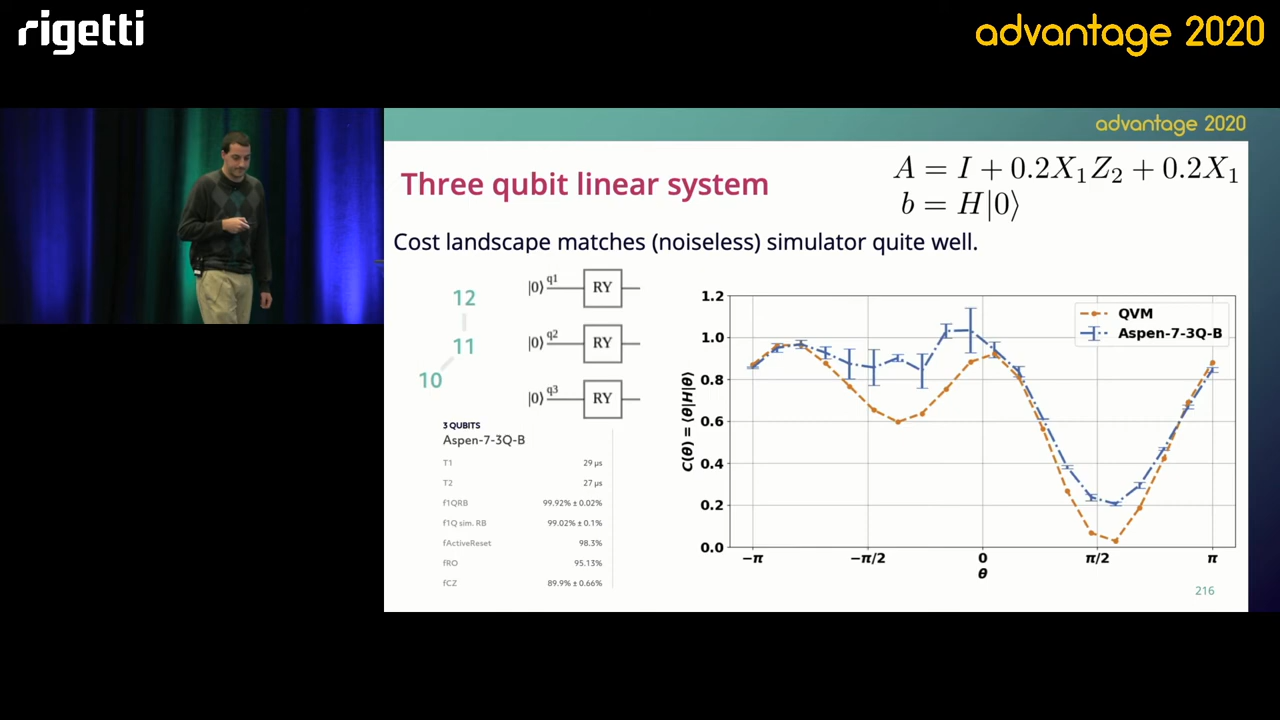 rigetti
advantage 2020
advantage 2020
Three qubit linear system
A = I + 0.2X₁Z₂ + 0.2X₁
b = H|0⟩
Cost landscape matches (noiseless) simulator quite well.
12
11
10
|0⟩ q1 RY
|0⟩ q2 RY
|0⟩ q3 RY
3 QUBITS
Aspen-7-3Q-B
T1 29 µs
T2 27 µs
f1QRB 99.92% ± 0.02%
f1Q sim. RB 99.02% ± 0.1%
fActiveReset 98.3%
fRO 95.13%
fCZ 89.9% ± 0.66%
QVM
Aspen-7-3Q-B
C(θ) = ⟨θ|H|θ⟩
1.2
1.0
0.8
0.6
0.4
0.2
0.0
−π −π/2 0 π/2 π
θ
216